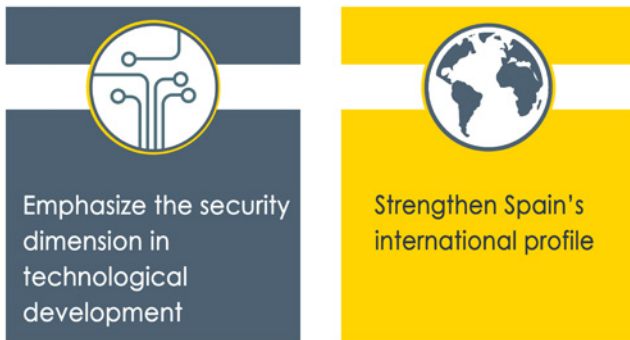 Emphasize the security
dimension in
technological
development
Strengthen Spain's
international profile